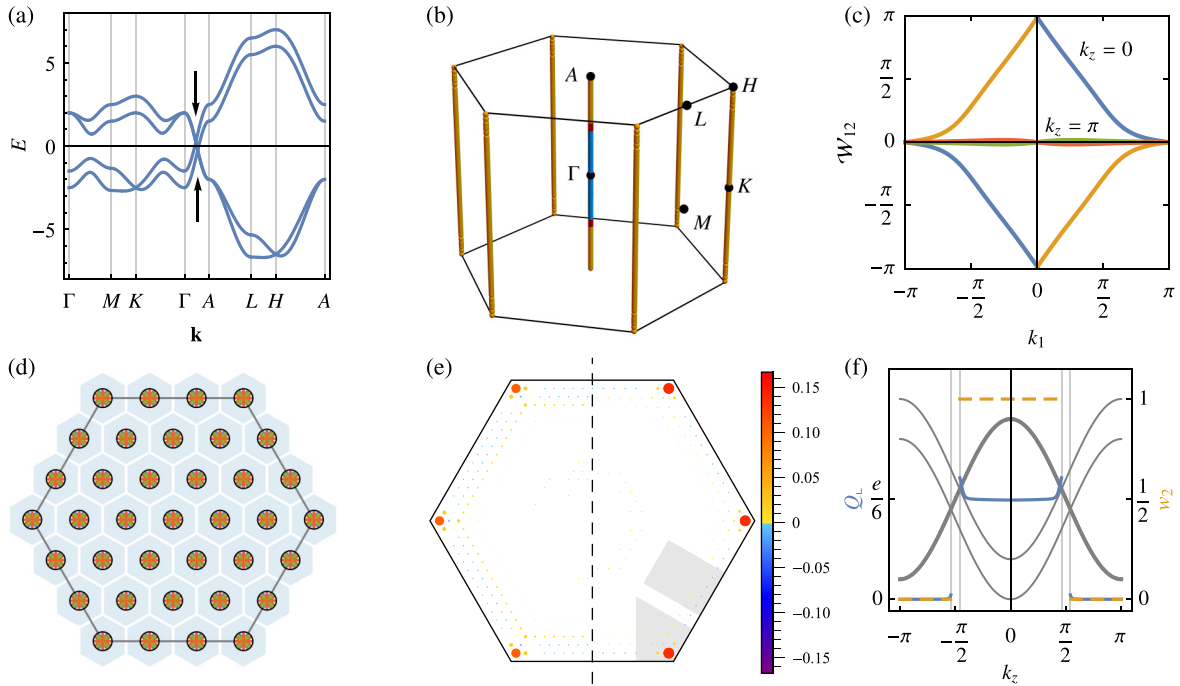 (a)
5
0
−5
E
Γ M K Γ A L H A
k
(b)
A
H
L
Γ
K
M
(c)
π
π/2
0
−π/2
−π
𝒲12
kz = 0
kz = π
−π −π/2 0 π/2 π
k1
(d)
(e)
0.15
0.10
0.05
0
−0.05
−0.10
−0.15
(f)
Q∟
e/6
0
1
1/2
0
w2
−π −π/2 0 π/2 π
kz